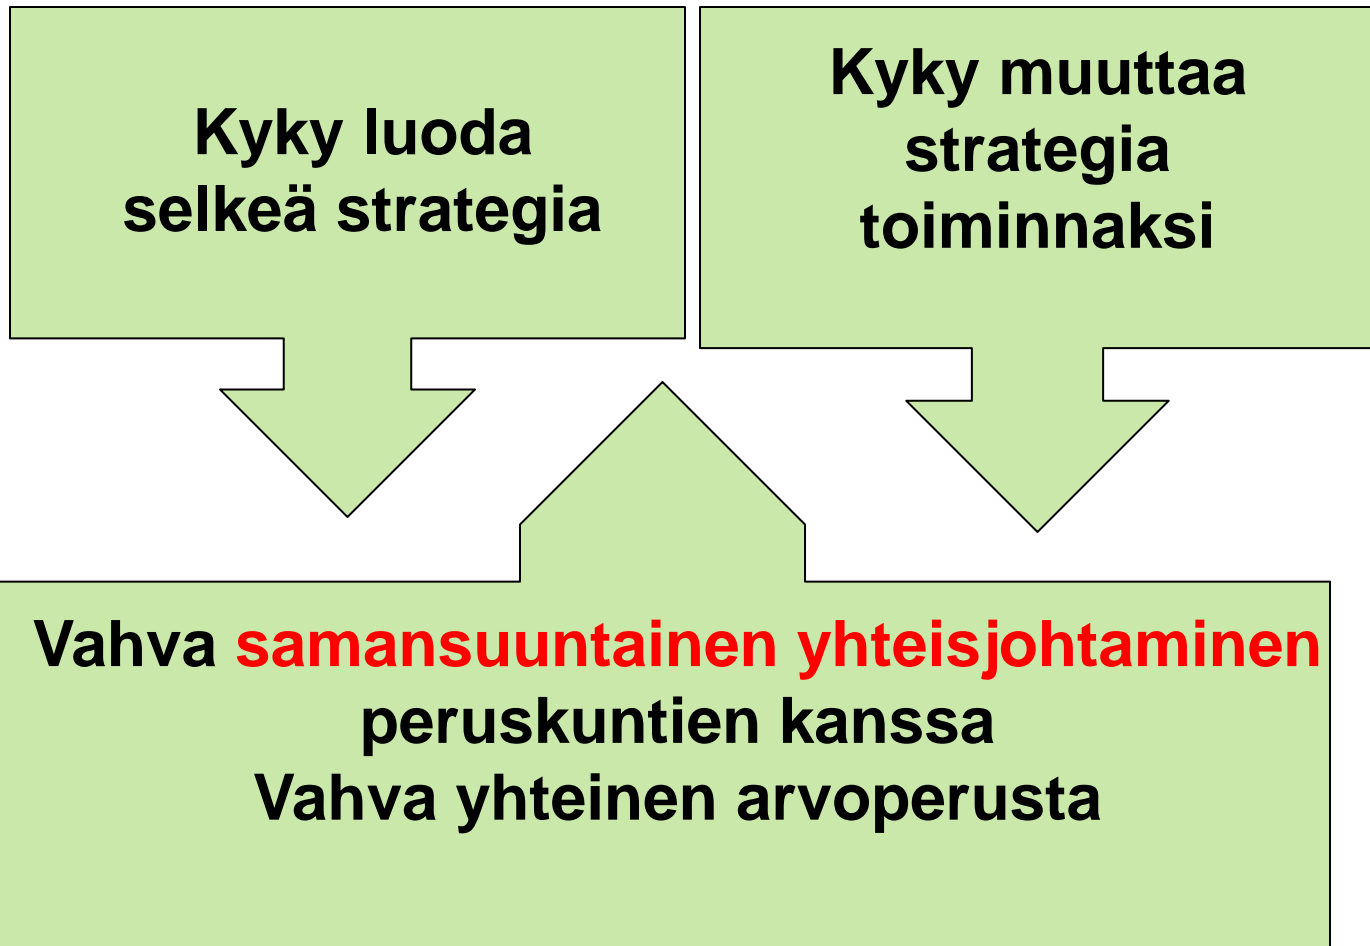 Kyky luoda
selkeä strategia
Kyky muuttaa
strategia
toiminnaksi
Vahva samansuuntainen yhteisjohtaminen
peruskuntien kanssa
Vahva yhteinen arvoperusta